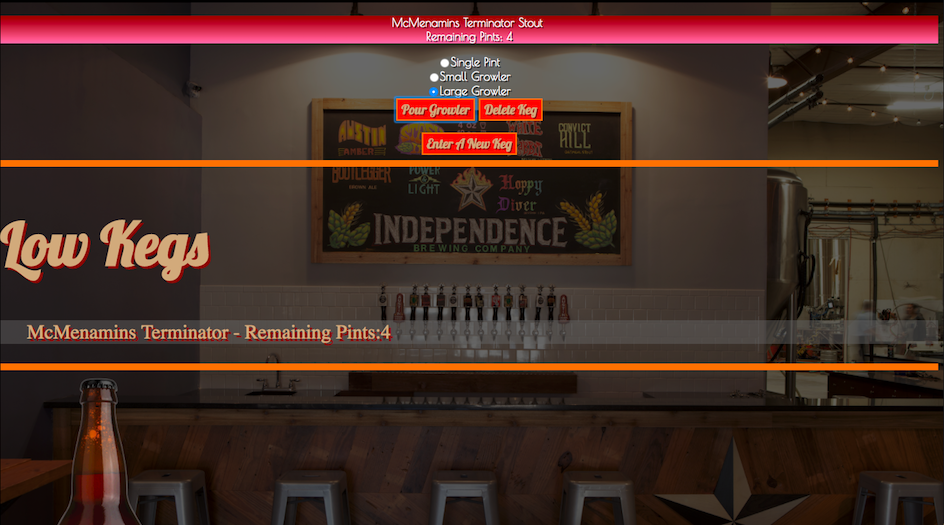 McMenamins Terminator Stout
Remaining Pints: 4
Single Pint
Small Growler
Large Growler
Pour Growler Delete Keg
Enter A New Keg
AUSTIN
AMBER
CONVICT
HILL
BOOTLEGGER
POWER
& LIGHT
Hoppy
Diver
INDEPENDENCE
BREWING COMPANY
Low Kegs
McMenamins Terminator - Remaining Pints:4